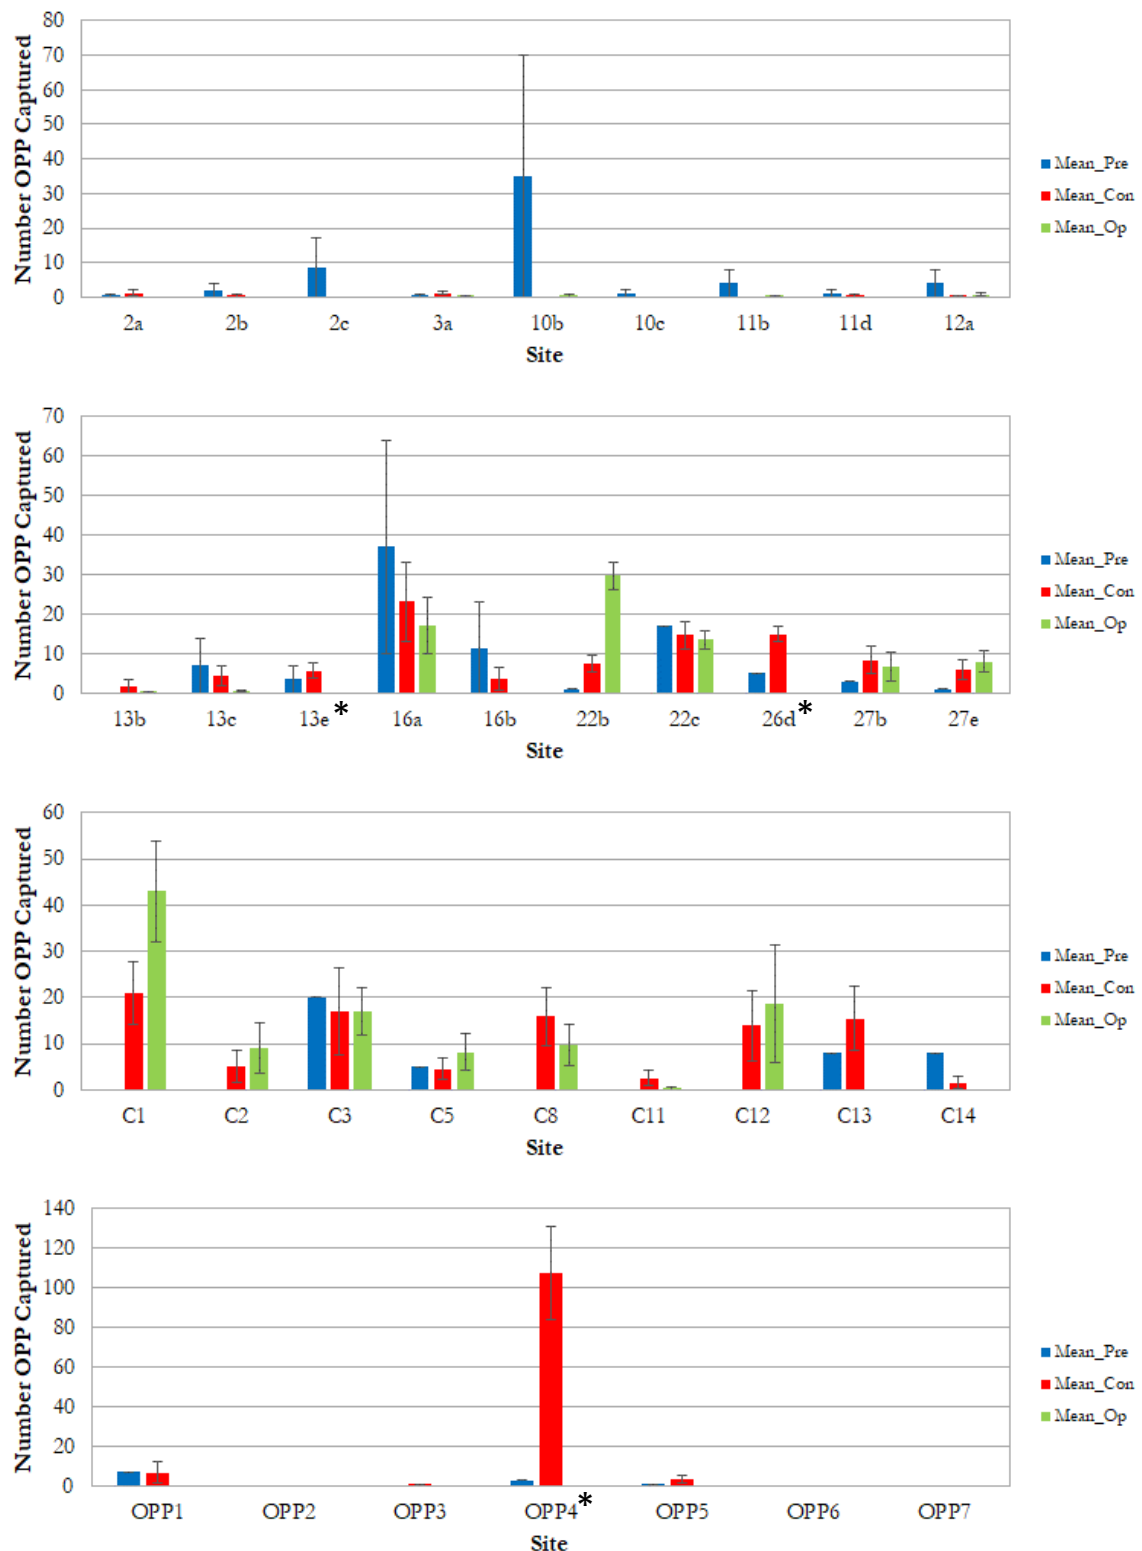 80
70
60
50
40
30
20
10
0
Number OPP Captured
2a 2b 2c 3a 10b 10c 11b 11d 12a
Site
Mean_Pre
Mean_Con
Mean_Op
70
60
50
40
30
20
10
0
Number OPP Captured
13b 13c 13e* 16a 16b 22b 22c 26d* 27b 27e
Site
Mean_Pre
Mean_Con
Mean_Op
60
50
40
30
20
10
0
Number OPP Captured
C1 C2 C3 C5 C8 C11 C12 C13 C14
Site
Mean_Pre
Mean_Con
Mean_Op
140
120
100
80
60
40
20
0
Number OPP Captured
OPP1 OPP2 OPP3 OPP4* OPP5 OPP6 OPP7
Site
Mean_Pre
Mean_Con
Mean_Op